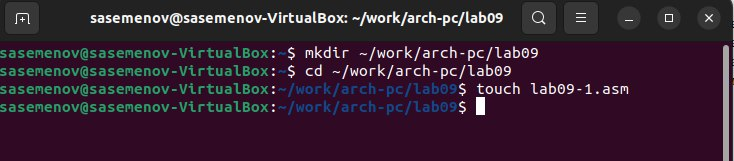 sasemenov@sasemenov-VirtualBox: ~/work/arch-pc/lab09
sasemenov@sasemenov-VirtualBox:~$ mkdir ~/work/arch-pc/lab09
sasemenov@sasemenov-VirtualBox:~$ cd ~/work/arch-pc/lab09
sasemenov@sasemenov-VirtualBox:~/work/arch-pc/lab09$ touch lab09-1.asm
sasemenov@sasemenov-VirtualBox:~/work/arch-pc/lab09$